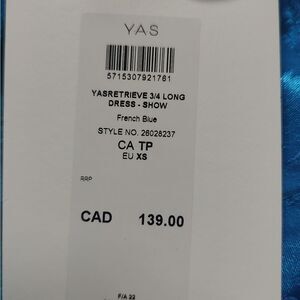 YAS
5715307921761
YASRETRIEVE 3/4 LONG
DRESS - SHOW
French Blue
STYLE NO. 26028237
CA TP
EU XS
RRP
CAD 139.00
F/A 22